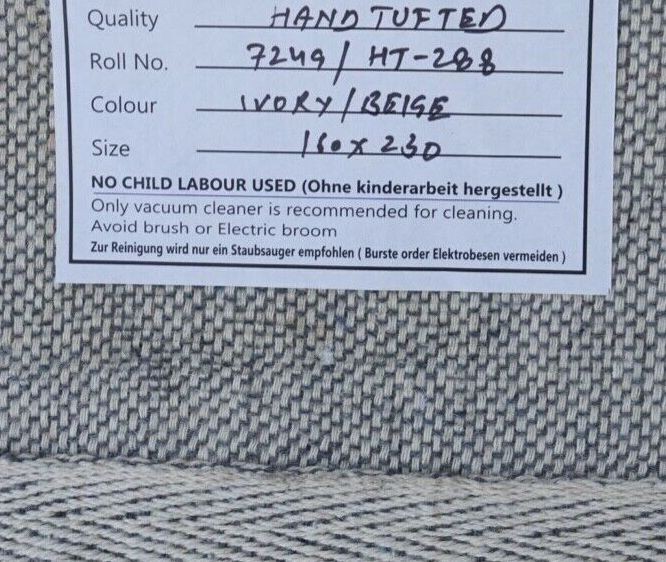 Quality HAND TUFTED
Roll No. 7249/ HT-288
Colour IVORY/BEIGE
Size 160x230
NO CHILD LABOUR USED (Ohne kinderarbeit hergestellt )
Only vacuum cleaner is recommended for cleaning.
Avoid brush or Electric broom
Zur Reinigung wird nur ein Staubsauger empfohlen ( Burste order Elektrobesen vermeiden )